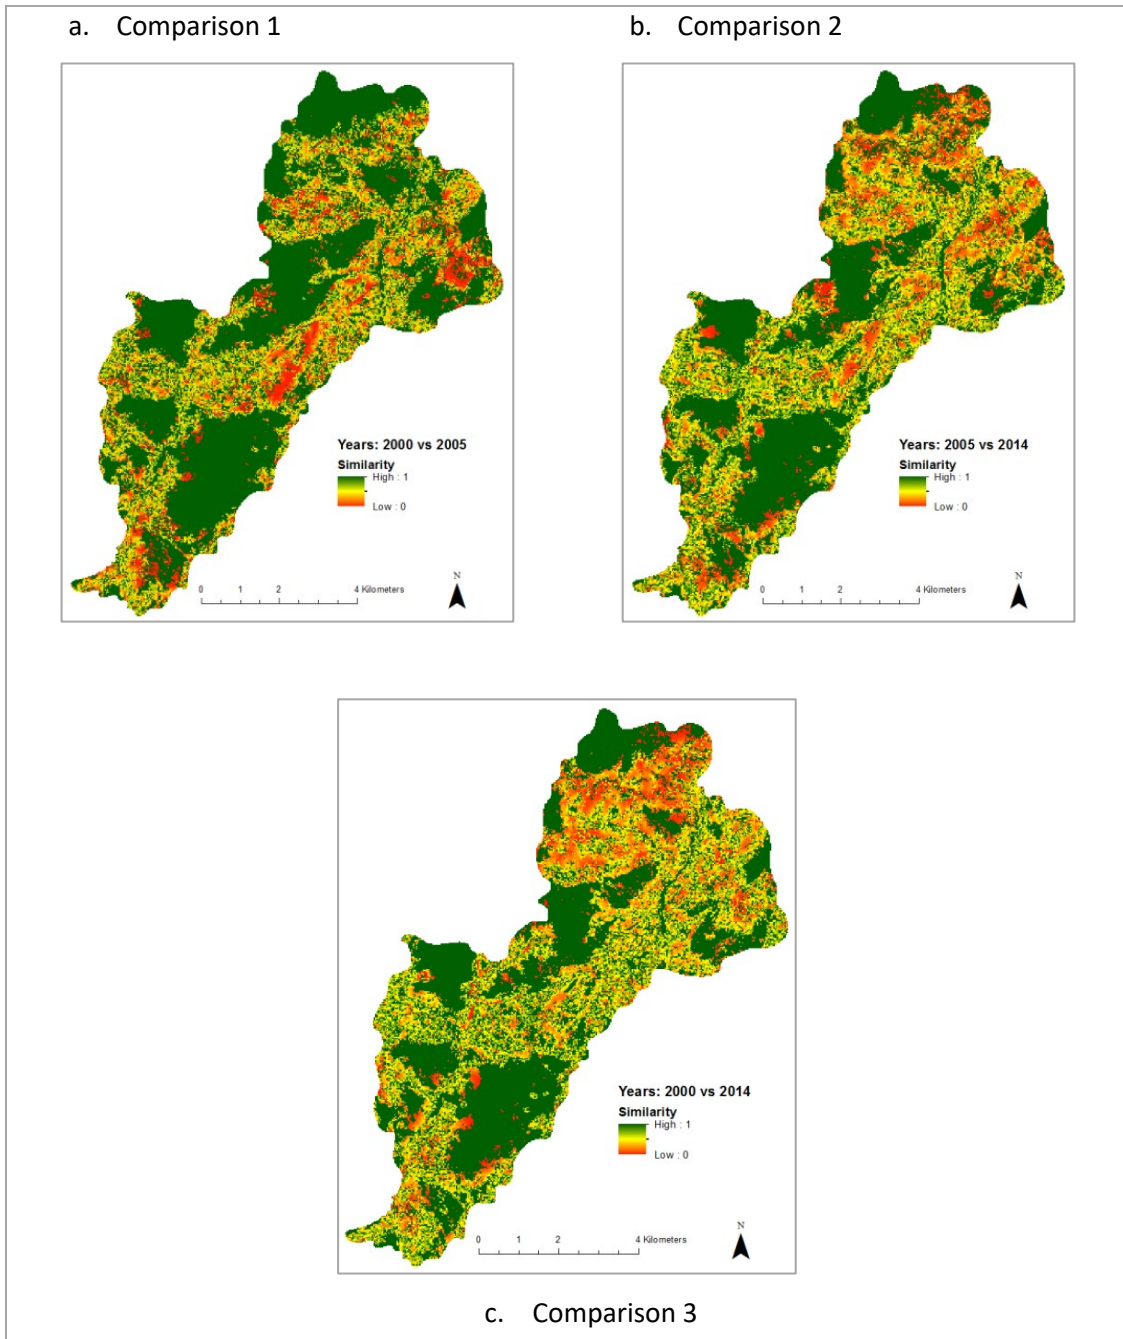 a. Comparison 1
b. Comparison 2
Years: 2000 vs 2005
Similarity
High : 1
Low : 0
N
0 1 2 4 Kilometers
Years: 2005 vs 2014
Similarity
High : 1
Low : 0
N
0 1 2 4 Kilometers
Years: 2000 vs 2014
Similarity
High : 1
Low : 0
N
0 1 2 4 Kilometers
c. Comparison 3